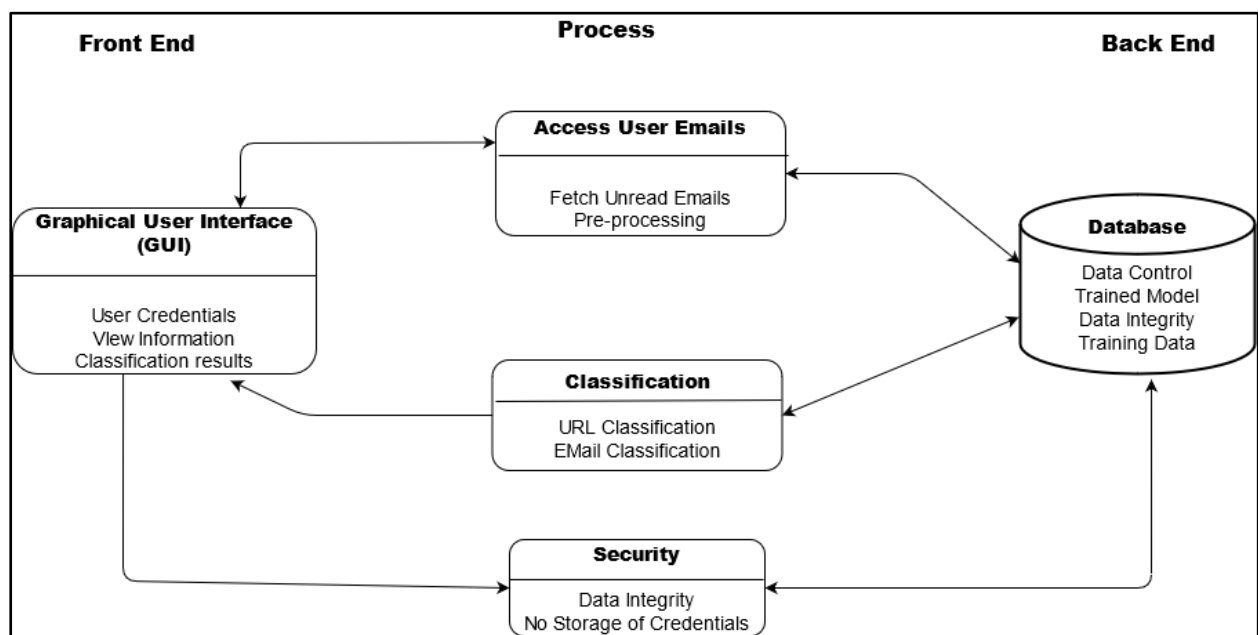 Front End
Process
Back End
Access User Emails
Fetch Unread Emails
Pre-processing
Graphical User Interface
(GUI)
User Credentials
VIew Information
Classification results
Database
Data Control
Trained Model
Data Integrity
Training Data
Classification
URL Classification
EMail Classification
Security
Data Integrity
No Storage of Credentials